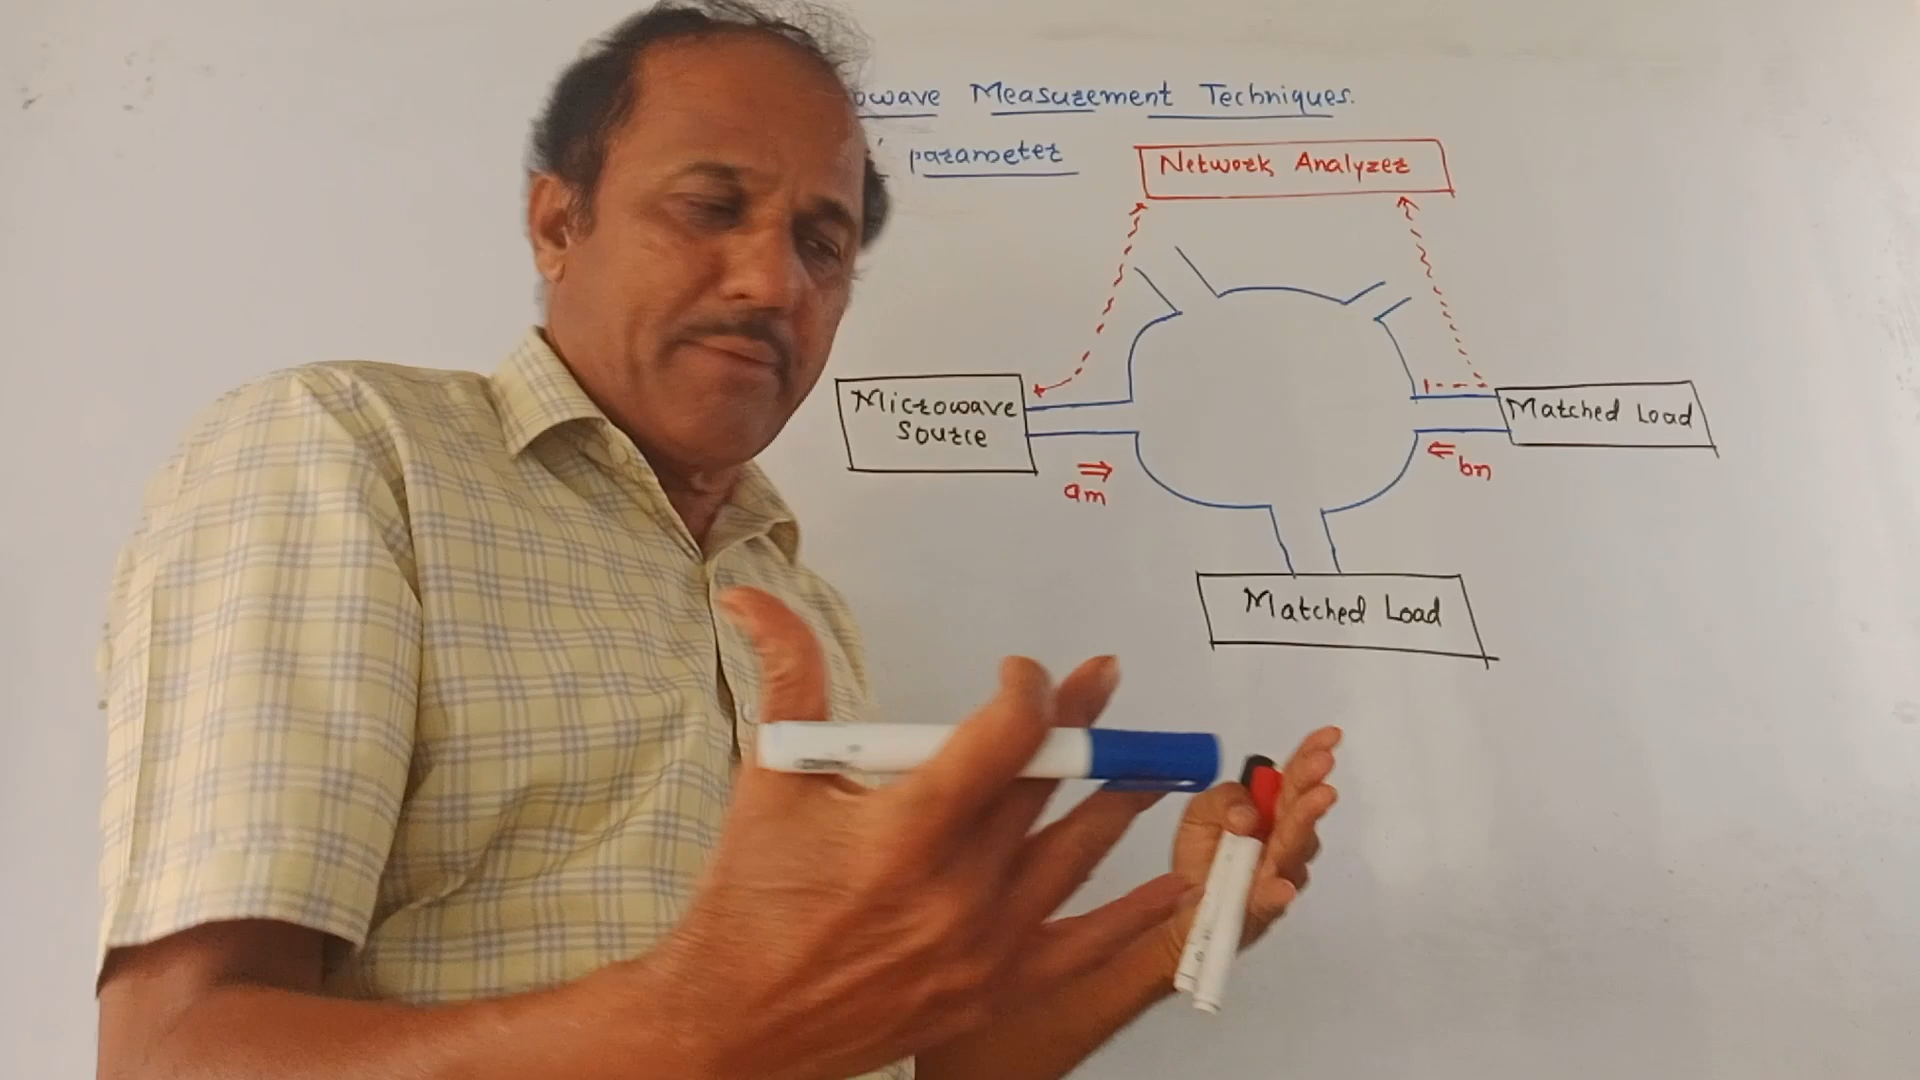 owave Measurement Techniques.
parameter
Network Analyzer
Microwave
Source
Matched Load
am
bn
Matched Load